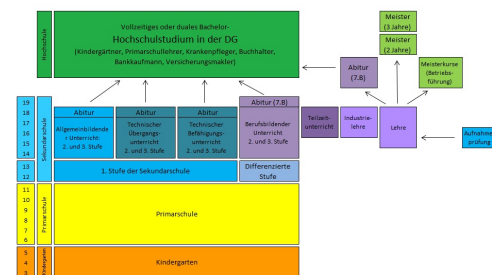 Hochschule
Vollzeitiges oder duales Bachelor-
Hochschulstudium in der DG
(Kindergärtner, Primarschullehrer, Krankenpfleger, Buchhalter,
Bankkaufmann, Versicherungsmakler)
Meister
(3 Jahre)
Meister
(2 Jahre)
Abitur
(7.B)
Meisterkurse
(Betriebs-
führung)
19
18
17
16
15
14
13
12
Sekundarschule
Abitur
Allgemeinbildende
r Unterricht
2. und 3. Stufe
Abitur
Technischer
Übergangs-
unterricht
2. und 3. Stufe
Abitur
Technischer
Befähigungs-
unterricht
2. und 3. Stufe
Abitur (7.B)
Berufsbildender
Unterricht
2. und 3. Stufe
Teilzeit-
unterricht
Industrie-
lehre
Lehre
Aufnahme
prüfung
1. Stufe der Sekundarschule
Differenzierte
Stufe
11
10
9
8
7
6
Primarschule
Primarschule
5
4
3
Kindergarten
Kindergarten